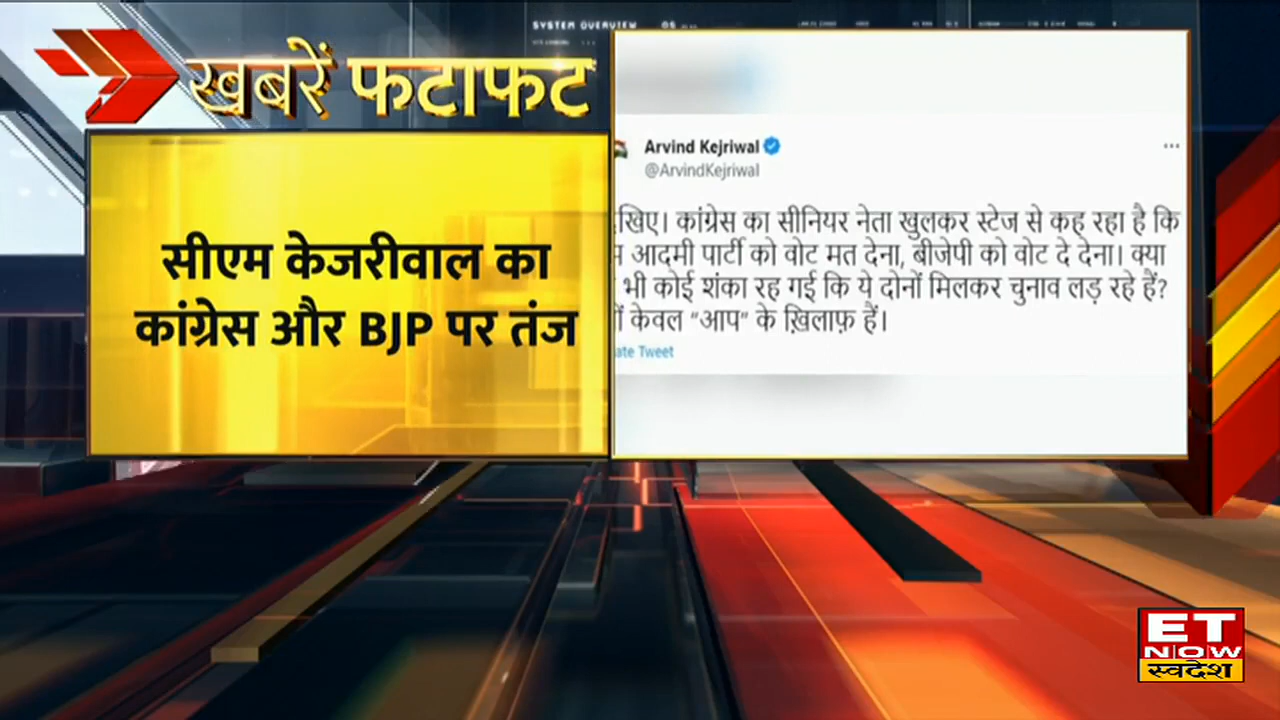 SYSTEM OVERVIEW OS
खबरें फटाफट
सीएम केजरीवाल का
कांग्रेस और BJP पर तंज
Arvind Kejriwal
@ArvindKejriwal
खिए। कांग्रेस का सीनियर नेता खुलकर स्टेज से कह रहा है कि
आदमी पार्टी को वोट मत देना, बीजेपी को वोट दे देना। क्या
भी कोई शंका रह गई कि ये दोनों मिलकर चुनाव लड़ रहे हैं?
केवल “आप” के ख़िलाफ़ हैं।
ate Tweet
ET
NOW
स्वदेश